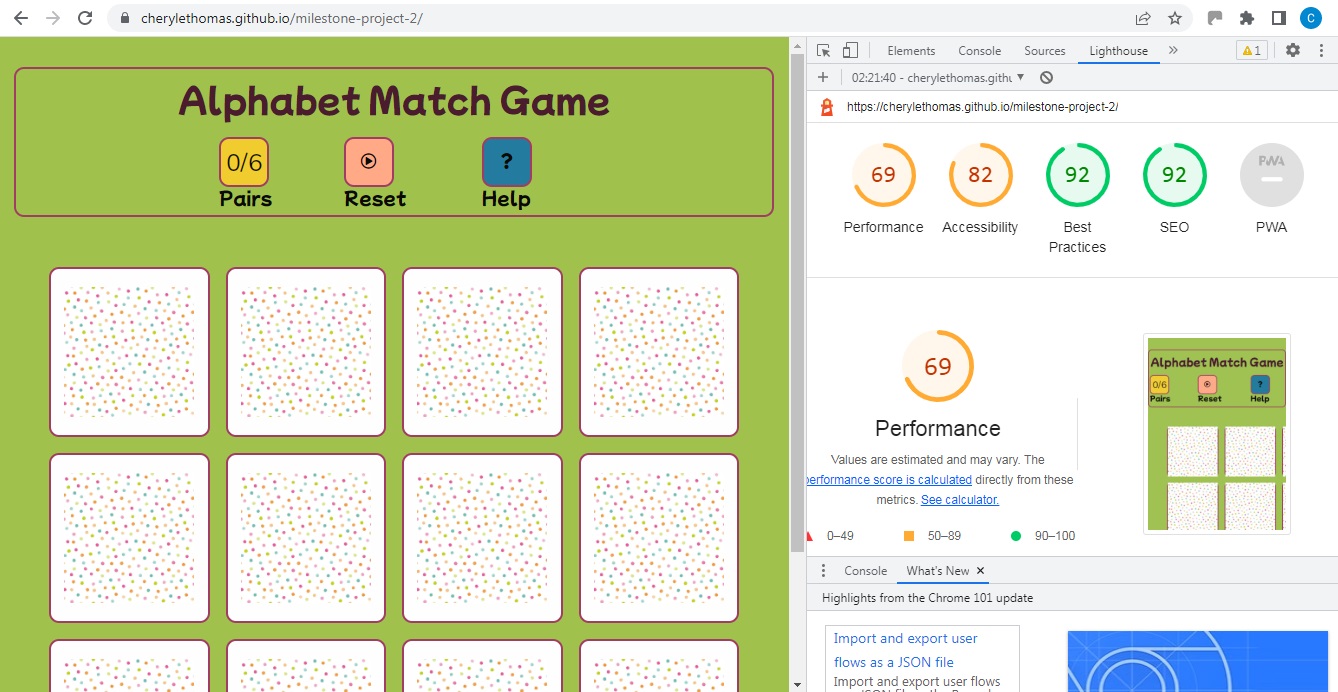 cherylethomas.github.io/milestone-project-2/
C
Alphabet Match Game
0/6
?
Pairs Reset Help
Elements Console Sources Lighthouse » 1
+ 02:21:40 - cherylethomas.githu
https://cherylethomas.github.io/milestone-project-2/
69 82 92 92 PWA
Performance Accessibility Best Practices SEO PWA
69
Performance
Values are estimated and may vary. The
performance score is calculated directly from these
metrics. See calculator.
0–49 50–89 90–100
Alphabet Match Game
0/6 ?
Pairs Reset Help
Console What's New ×
Highlights from the Chrome 101 update
Import and export user
flows as a JSON file
Import and export user flows